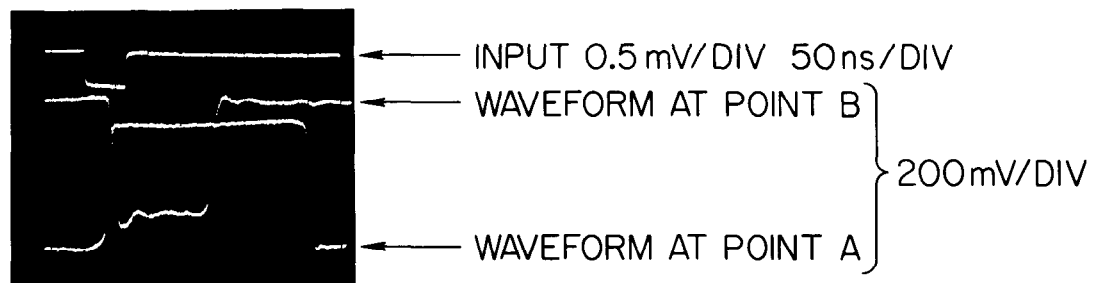 INPUT 0.5mV/DIV 50ns/DIV
WAVEFORM AT POINT B
200mV/DIV
WAVEFORM AT POINT A